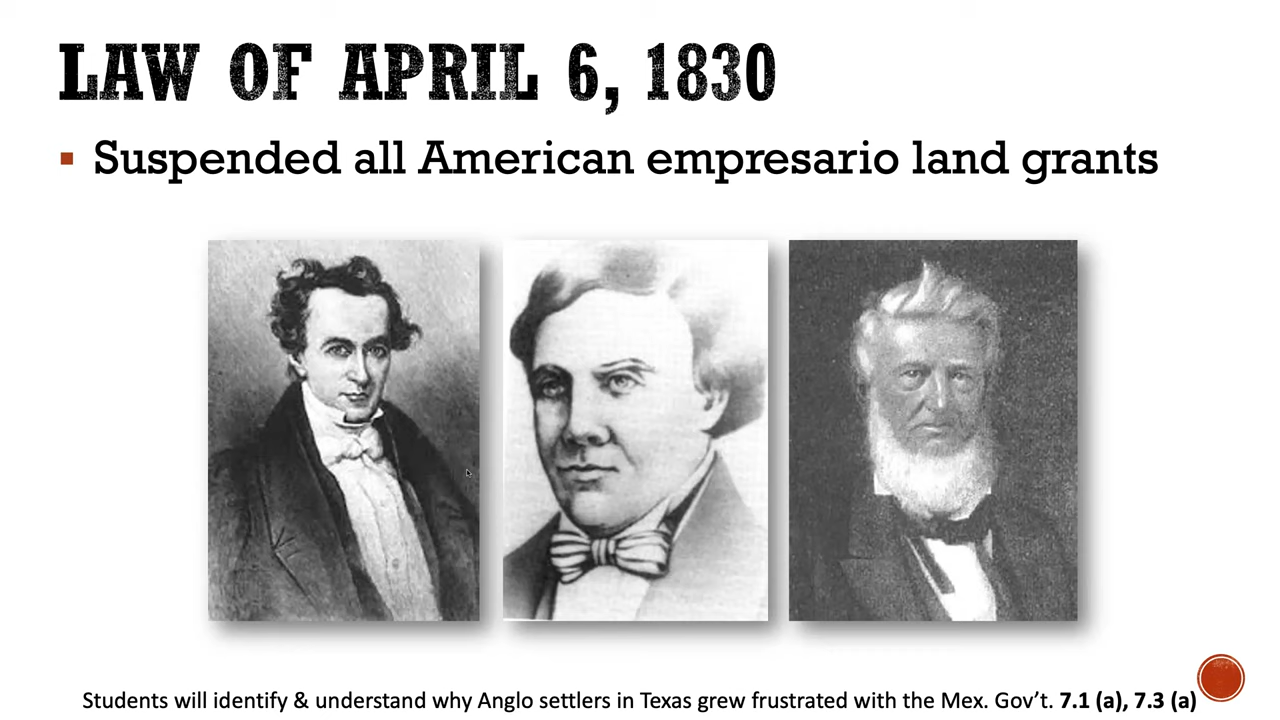 LAW OF APRIL 6, 1830
▪ Suspended all American empresario land grants
Students will identify & understand why Anglo settlers in Texas grew frustrated with the Mex. Gov't. 7.1 (a), 7.3 (a)